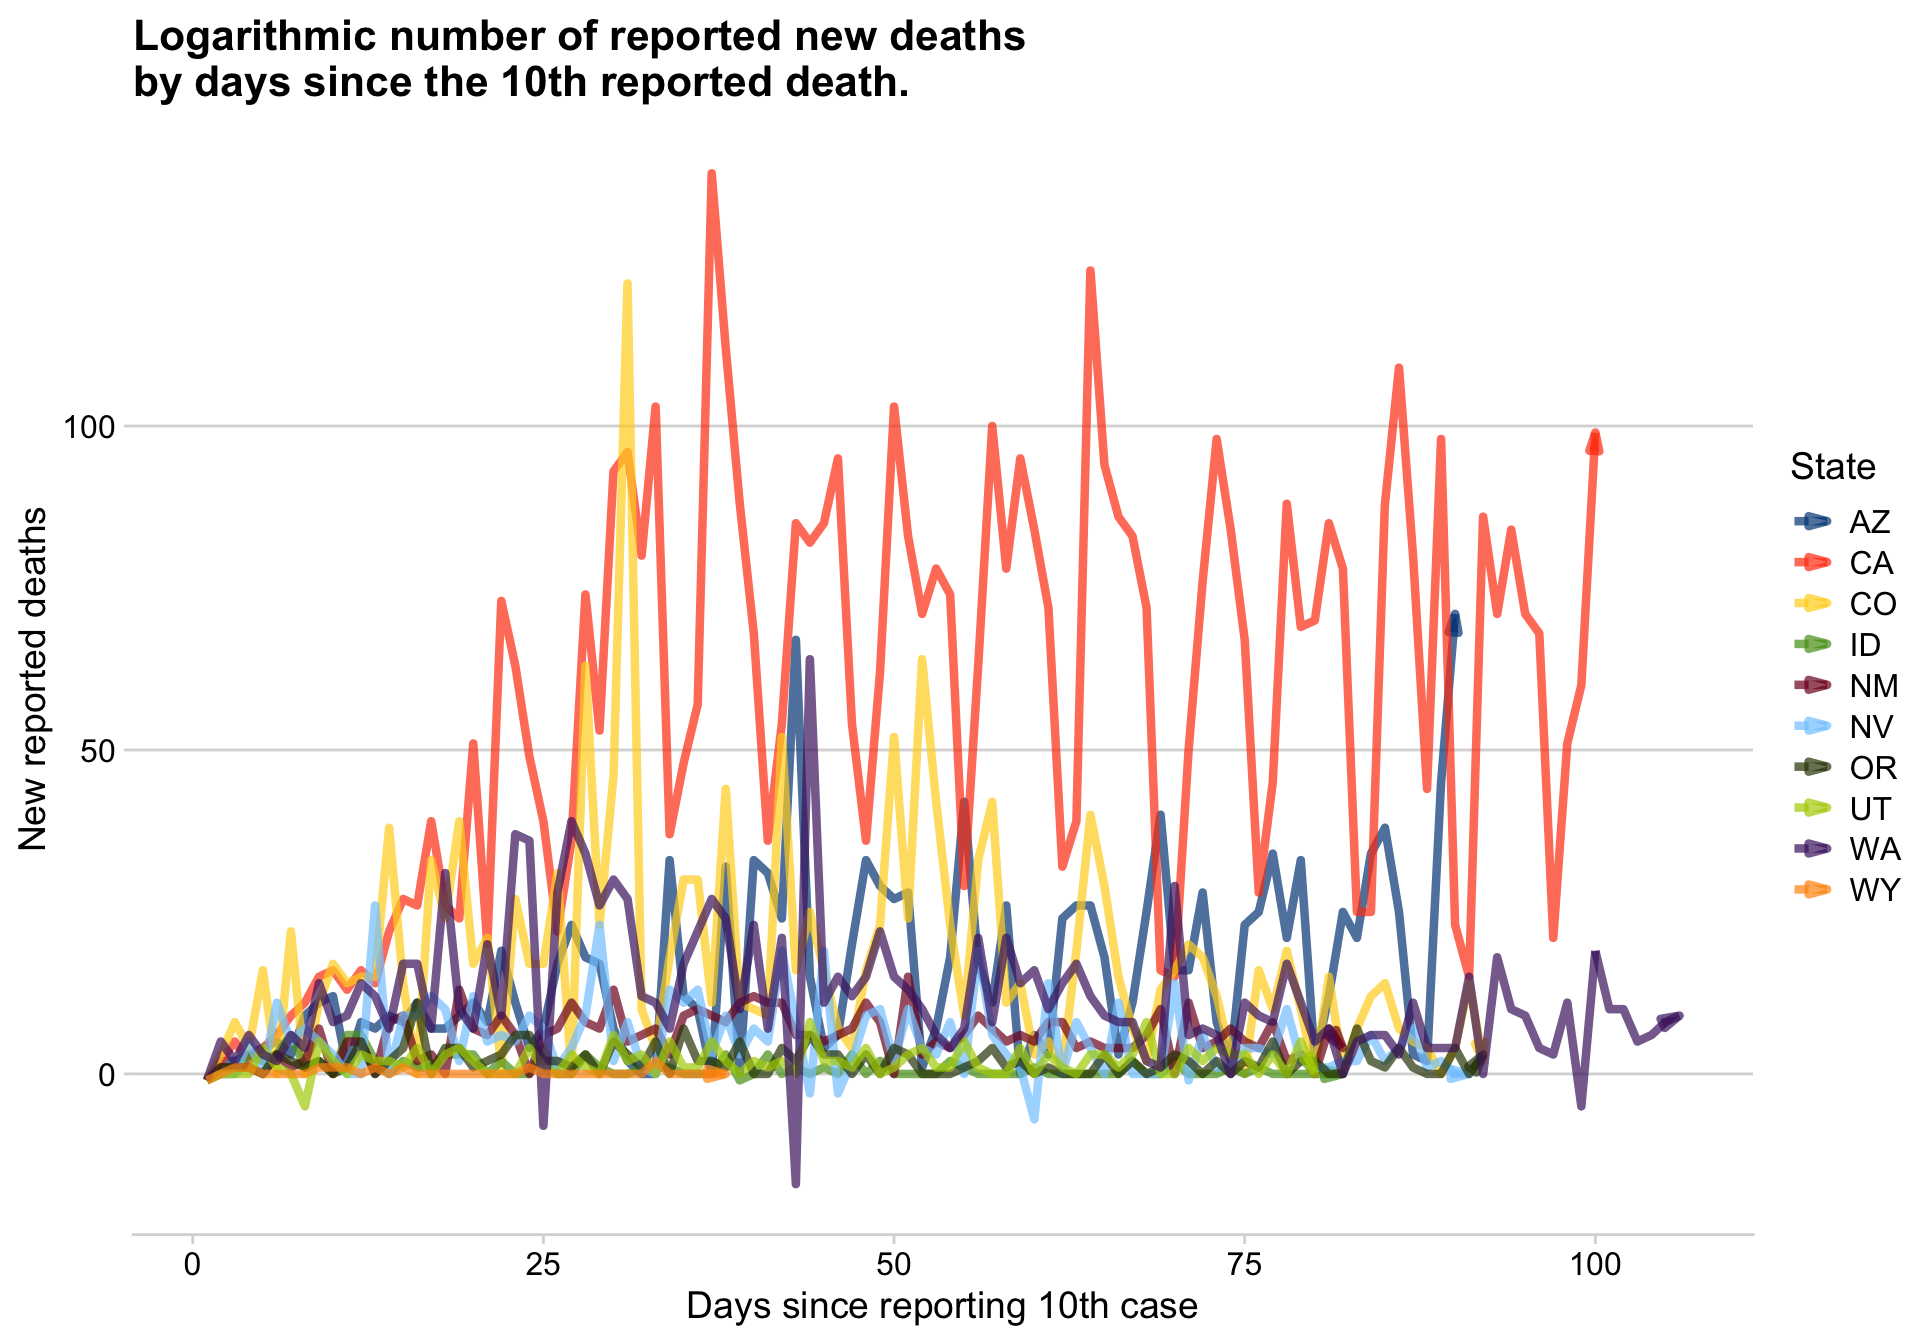 Logarithmic number of reported new deaths
by days since the 10th reported death.
New reported deaths
100
50
0
0
25
50
75
100
Days since reporting 10th case
State
AZ
CA
CO
ID
NM
NV
OR
UT
WA
WY